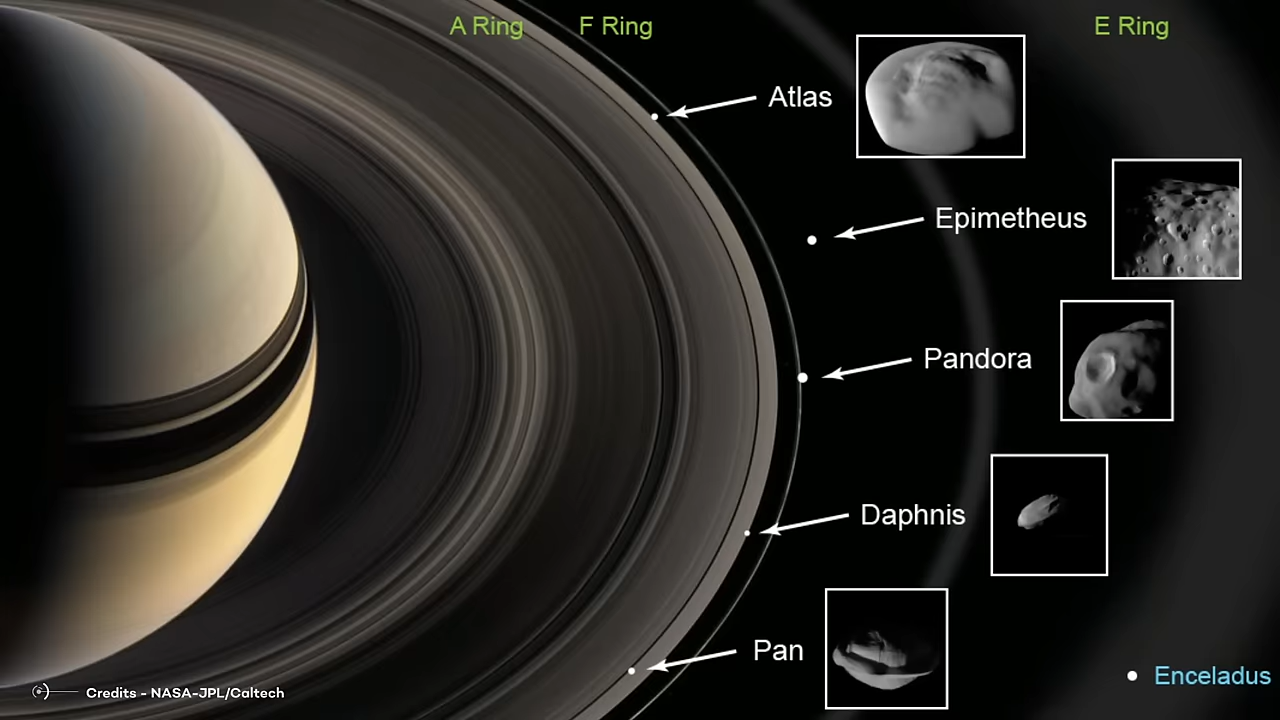 A Ring
F Ring
E Ring
Atlas
Epimetheus
Pandora
Daphnis
Pan
Enceladus
Credits - NASA-JPL/Caltech